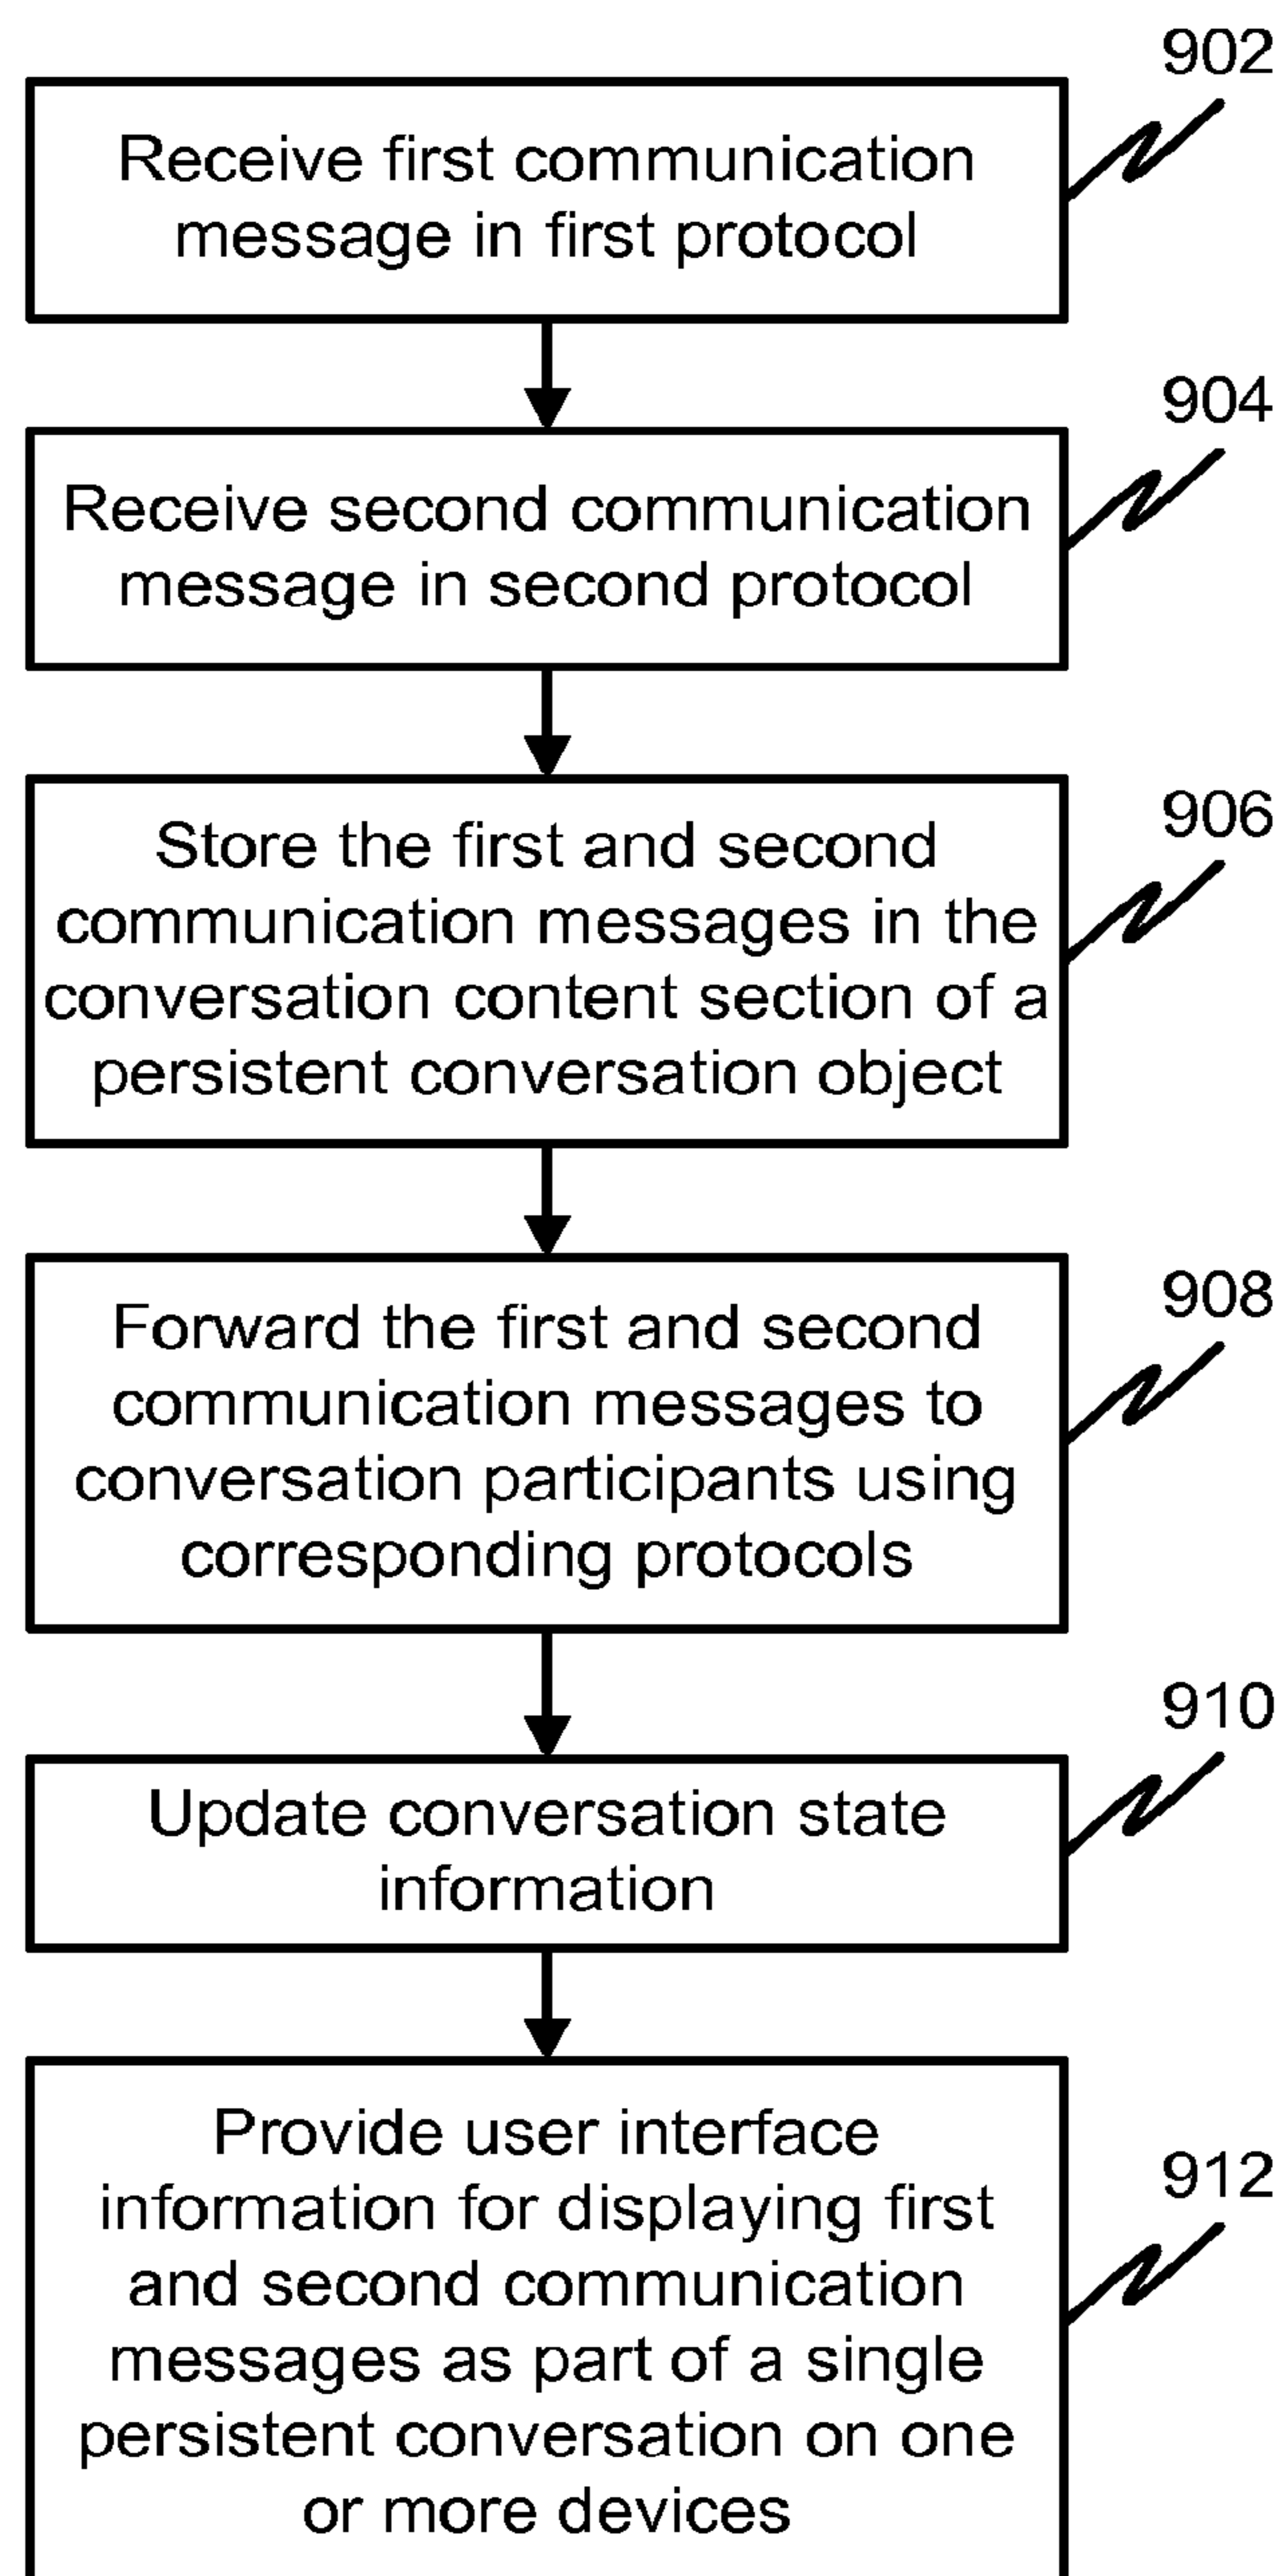 902
Receive first communication
message in first protocol
904
Receive second communication
message in second protocol
906
Store the first and second
communication messages in the
conversation content section of a
persistent conversation object
908
Forward the first and second
communication messages to
conversation participants using
corresponding protocols
910
Update conversation state
information
912
Provide user interface
information for displaying first
and second communication
messages as part of a single
persistent conversation on one
or more devices